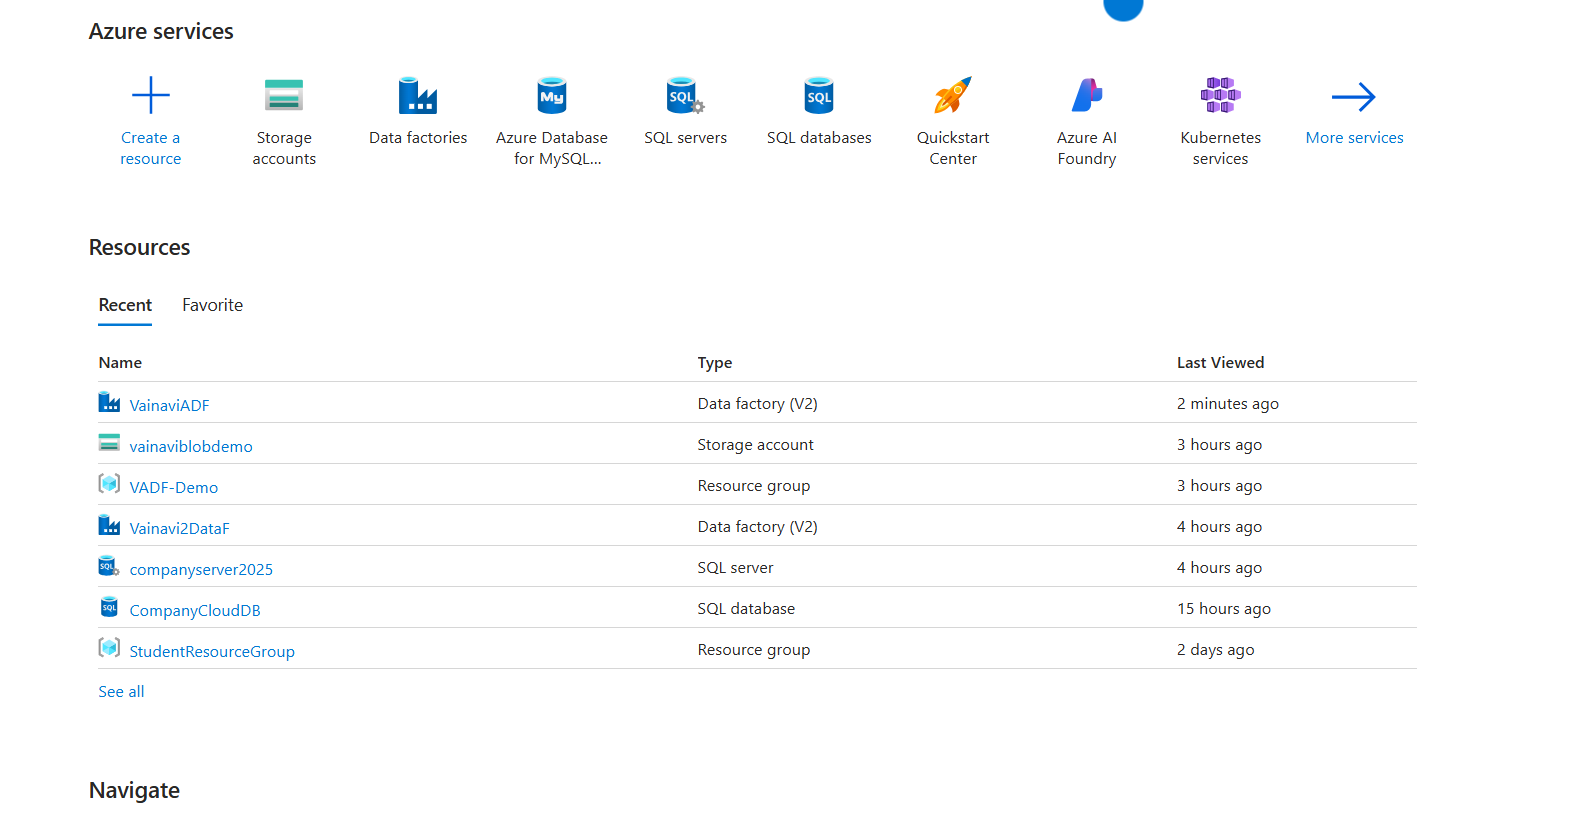 Azure services
Create a
resource
Storage
accounts
Data factories
Azure Database
for MySQL...
SQL servers
SQL databases
Quickstart
Center
Azure AI
Foundry
Kubernetes
services
More services
Resources
Recent Favorite
Name Type Last Viewed
VainaviADF Data factory (V2) 2 minutes ago
vainaviblobdemo Storage account 3 hours ago
VADF-Demo Resource group 3 hours ago
Vainavi2DataF Data factory (V2) 4 hours ago
companyserver2025 SQL server 4 hours ago
CompanyCloudDB SQL database 15 hours ago
StudentResourceGroup Resource group 2 days ago
See all
Navigate